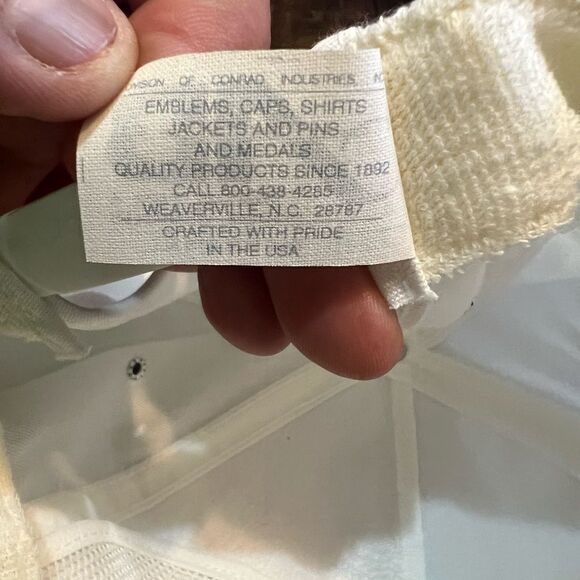 OF CONRAD INDUSTRIES
EMBLEMS, CAPS, SHIRTS
JACKETS AND PINS
AND MEDALS
QUALITY PRODUCTS SINCE 1892
CALL 800-438-4285
WEAVERVILLE, N.C. 28787
CRAFTED WITH PRIDE
IN THE USA